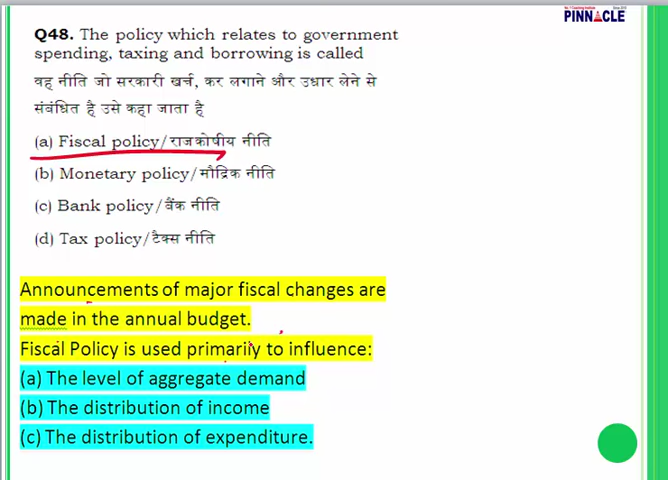 PINNACLE
Q48. The policy which relates to government
spending, taxing and borrowing is called
वह नीति जो सरकारी खर्च, कर लगाने और उधार लेने से
संबंधित है उसे कहा जाता है
(a) Fiscal policy/राजकोषीय नीति
(b) Monetary policy/मौद्रिक नीति
(c) Bank policy/बैंक नीति
(d) Tax policy/टैक्स नीति
Announcements of major fiscal changes are
made in the annual budget.
Fiscal Policy is used primarily to influence:
(a) The level of aggregate demand
(b) The distribution of income
(c) The distribution of expenditure.